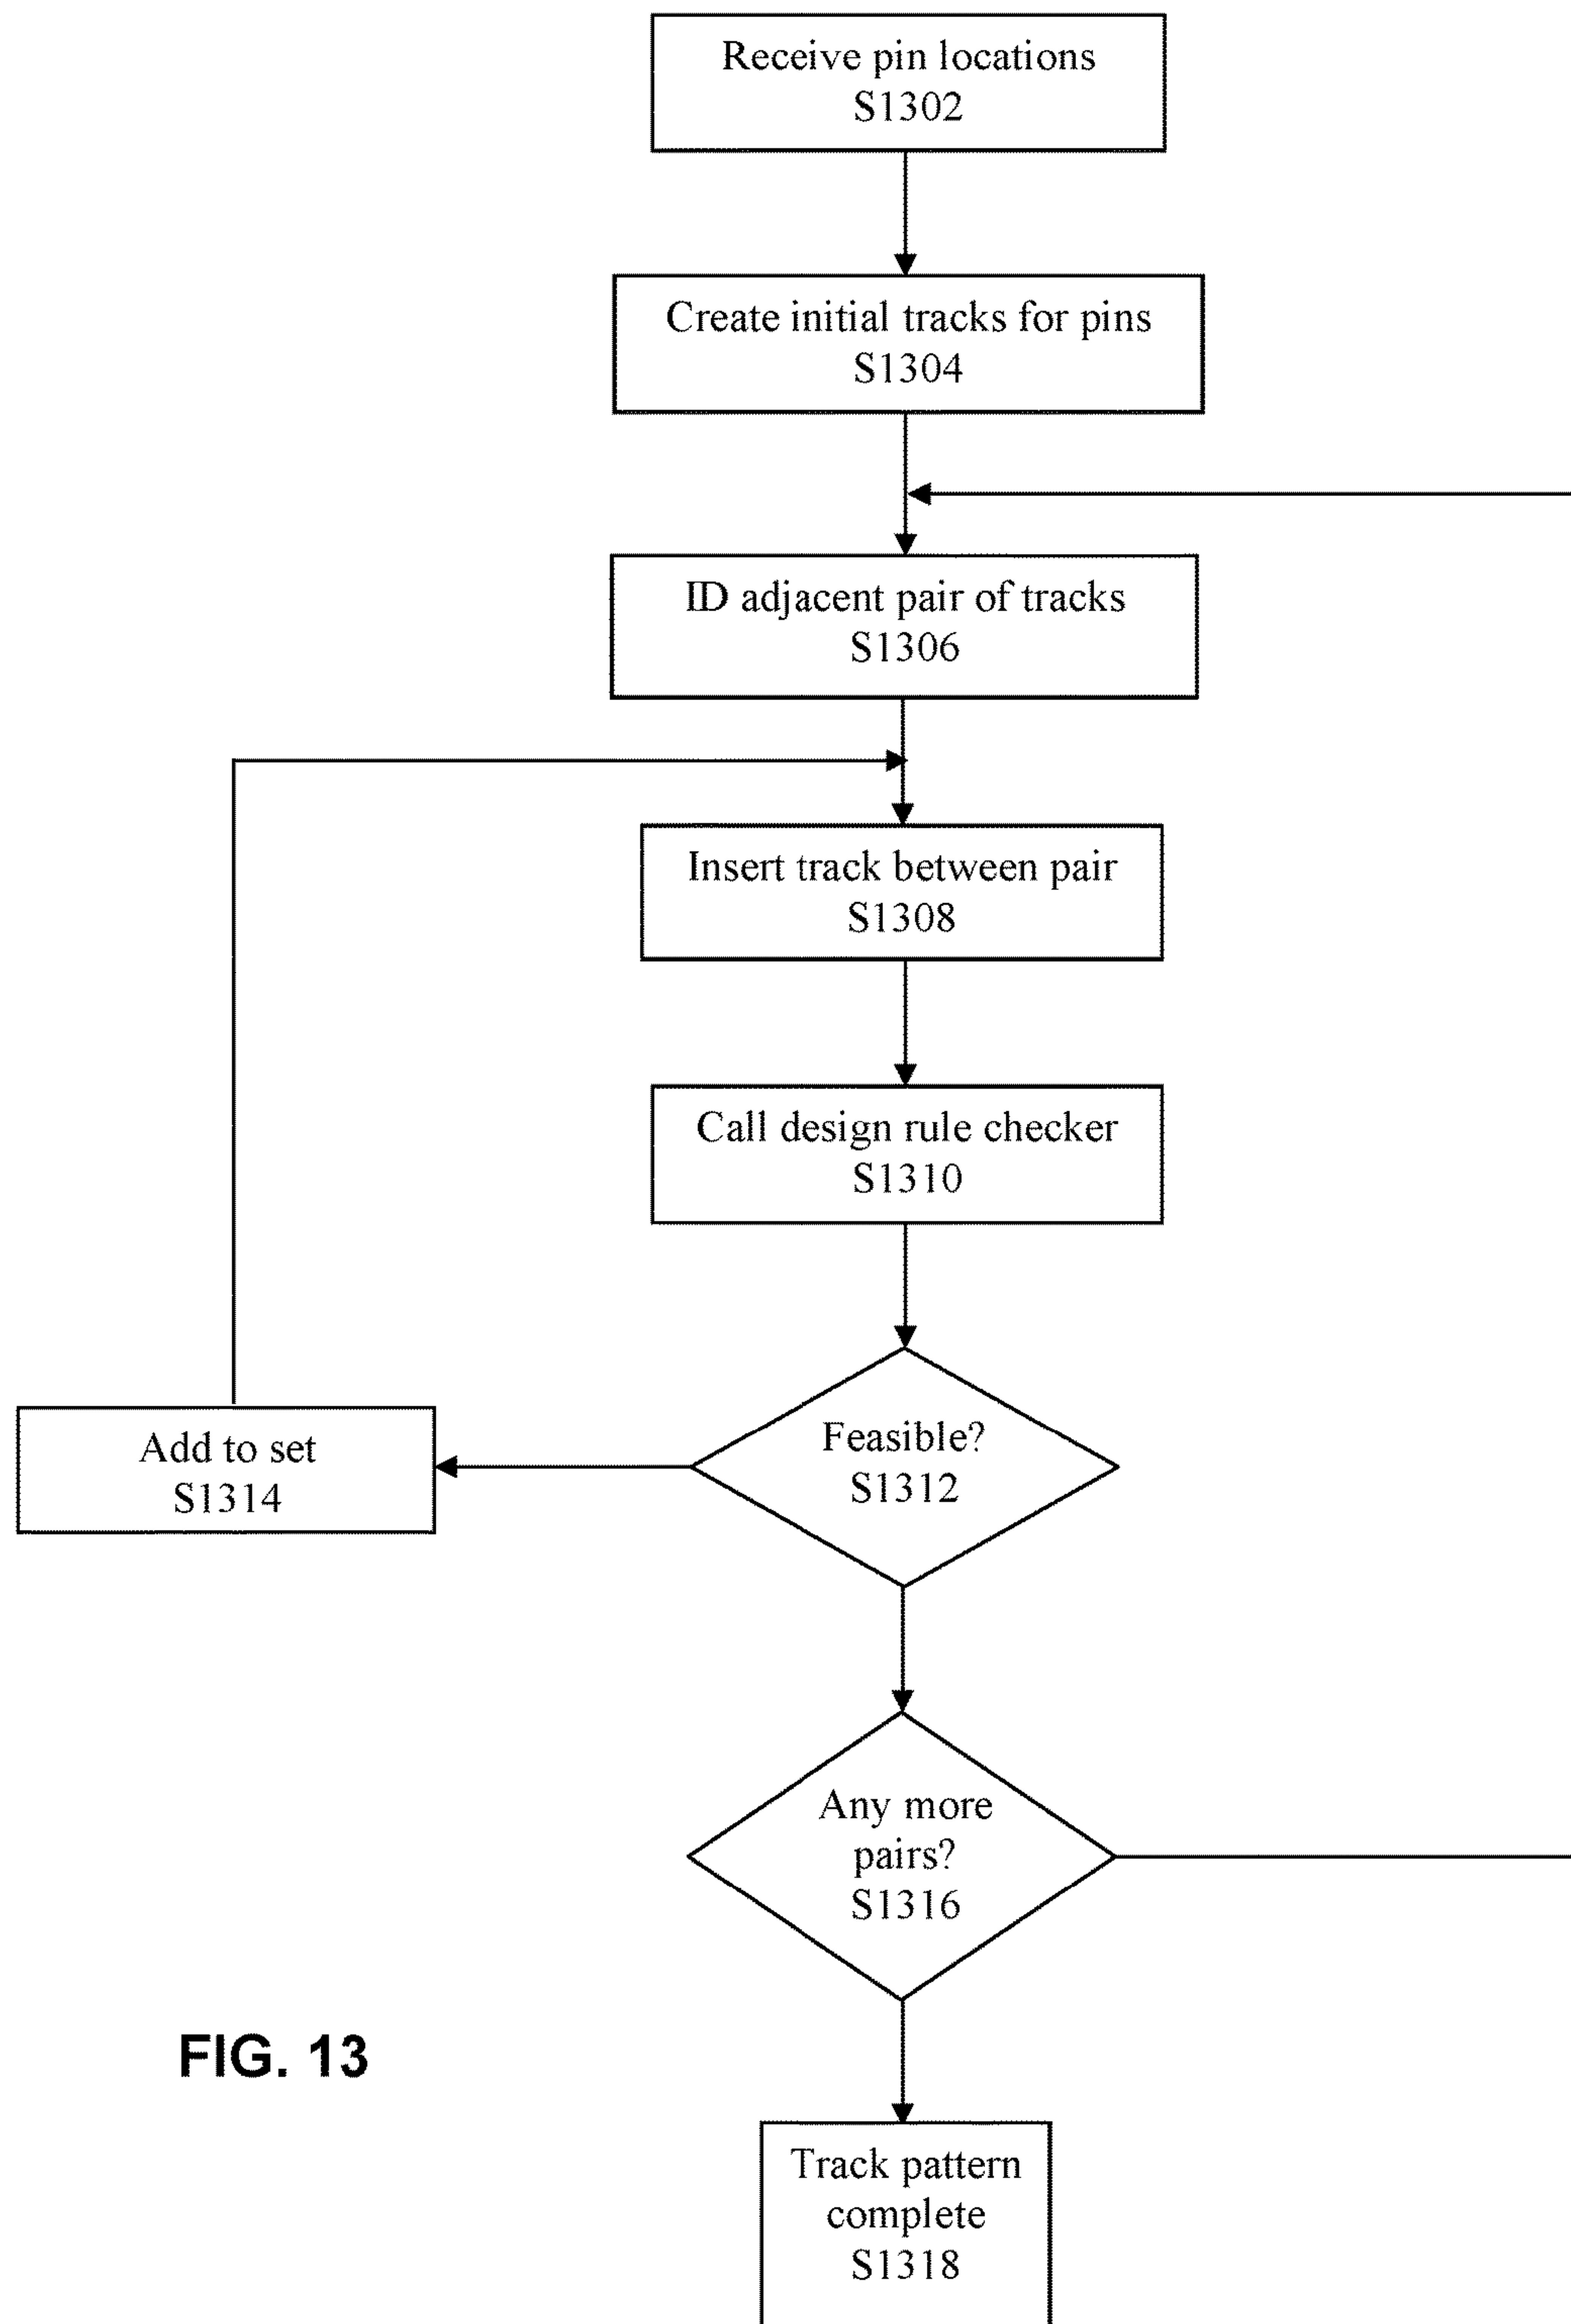 Receive pin locations
S1302
Create initial tracks for pins
S1304
ID adjacent pair of tracks
S1306
Insert track between pair
S1308
Call design rule checker
S1310
Feasible?
S1312
Add to set
S1314
Any more
pairs?
S1316
FIG. 13
Track pattern
complete
S1318